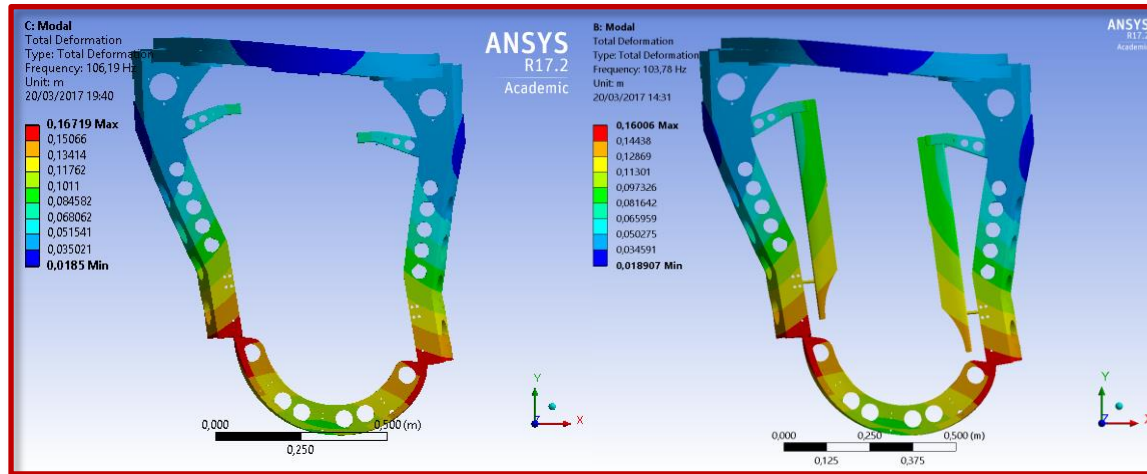 C: Modal
Total Deformation
Type: Total Deformation
Frequency: 106,19 Hz
Unit: m
20/03/2017 19:40
0,16719 Max
0,15066
0,13414
0,11762
0,1011
0,084582
0,068062
0,051541
0,035021
0,0185 Min
ANSYS
R17.2
Academic
0,000
0,500 (m)
0,250
Y
X
Z
B: Modal
Total Deformation
Type: Total Deformation
Frequency: 103,78 Hz
Unit: m
20/03/2017 14:31
0,16006 Max
0,14438
0,12869
0,11301
0,097326
0,081642
0,065959
0,050275
0,034591
0,018907 Min
ANSYS
R17.2
Academic
0,000
0,250
0,500 (m)
0,125
0,375
Y
X
Z